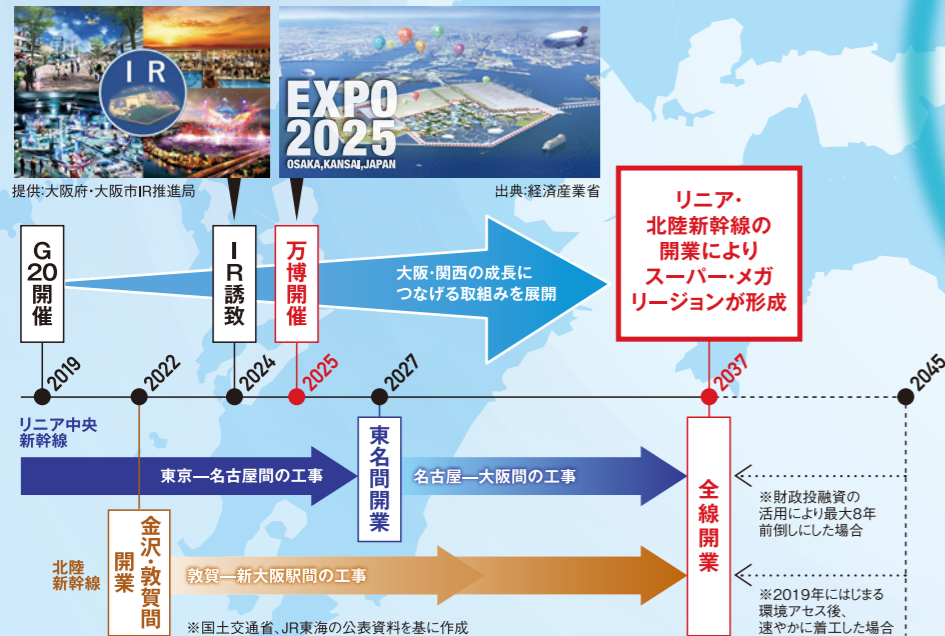 IR
EXPO
2025
OSAKA,KANSAI,JAPAN
提供:大阪府・大阪市IR推進局
出典:経済産業省
G20開催
IR誘致
万博開催
大阪・関西の成長に
つなげる取組みを展開
リニア・
北陸新幹線の
開業により
スーパー・メガ
リージョンが形成
2019
2022
2024
2025
2027
2037
2045
リニア中央
新幹線
東京—名古屋間の工事
東名間開業
名古屋—大阪間の工事
全線開業
※財政投融資の
活用により最大8年
前倒しにした場合
北陸
新幹線
金沢・敦賀間
開業
敦賀—新大阪駅間の工事
※2019年にはじまる
環境アセス後、
速やかに着工した場合
※国土交通省、JR東海の公表資料を基に作成